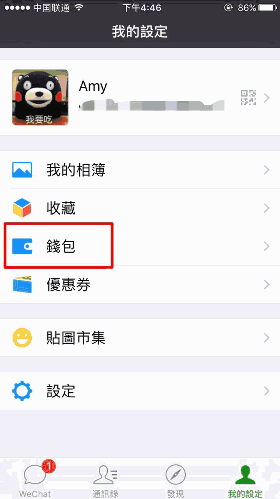 中国联通
下午4:46
86%
我的設定
Amy
我要吃
我的相簿
收藏
錢包
優惠券
貼圖市集
設定
1
WeChat
通訊錄
發現
我的設定